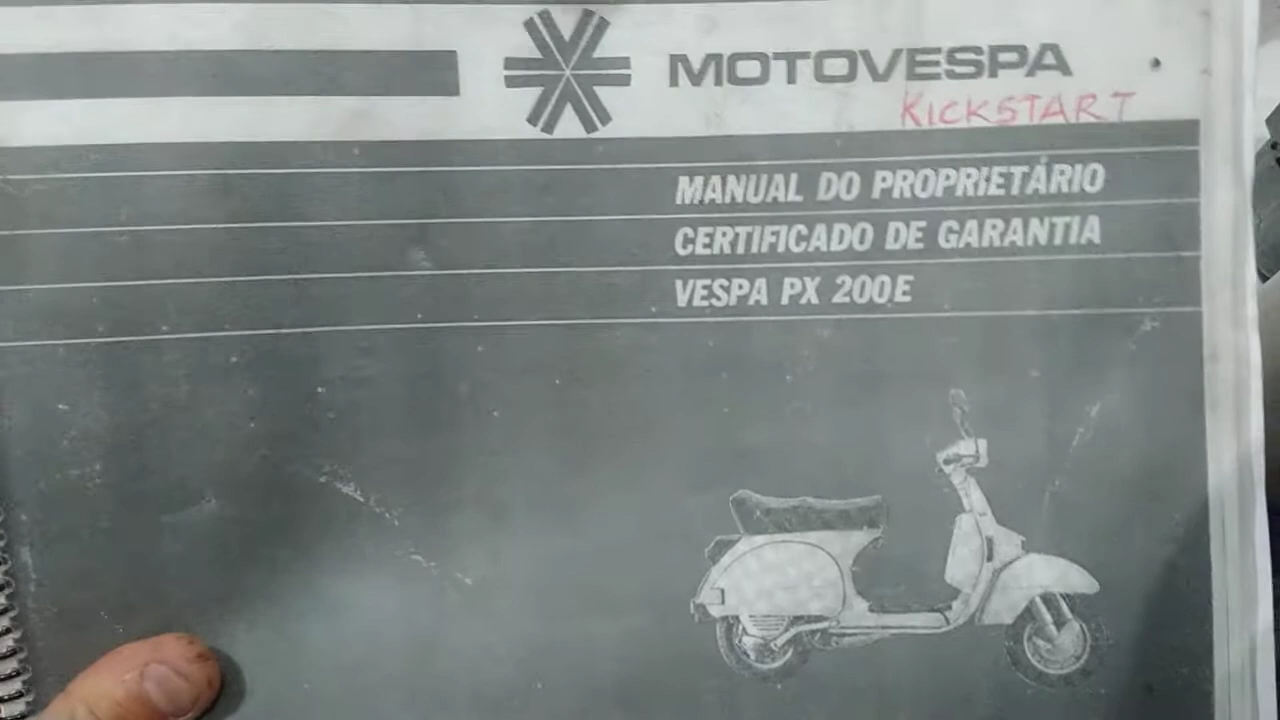 MOTOVESPA
KICKSTART
MANUAL DO PROPRIETÁRIO
CERTIFICADO DE GARANTIA
VESPA PX 200E